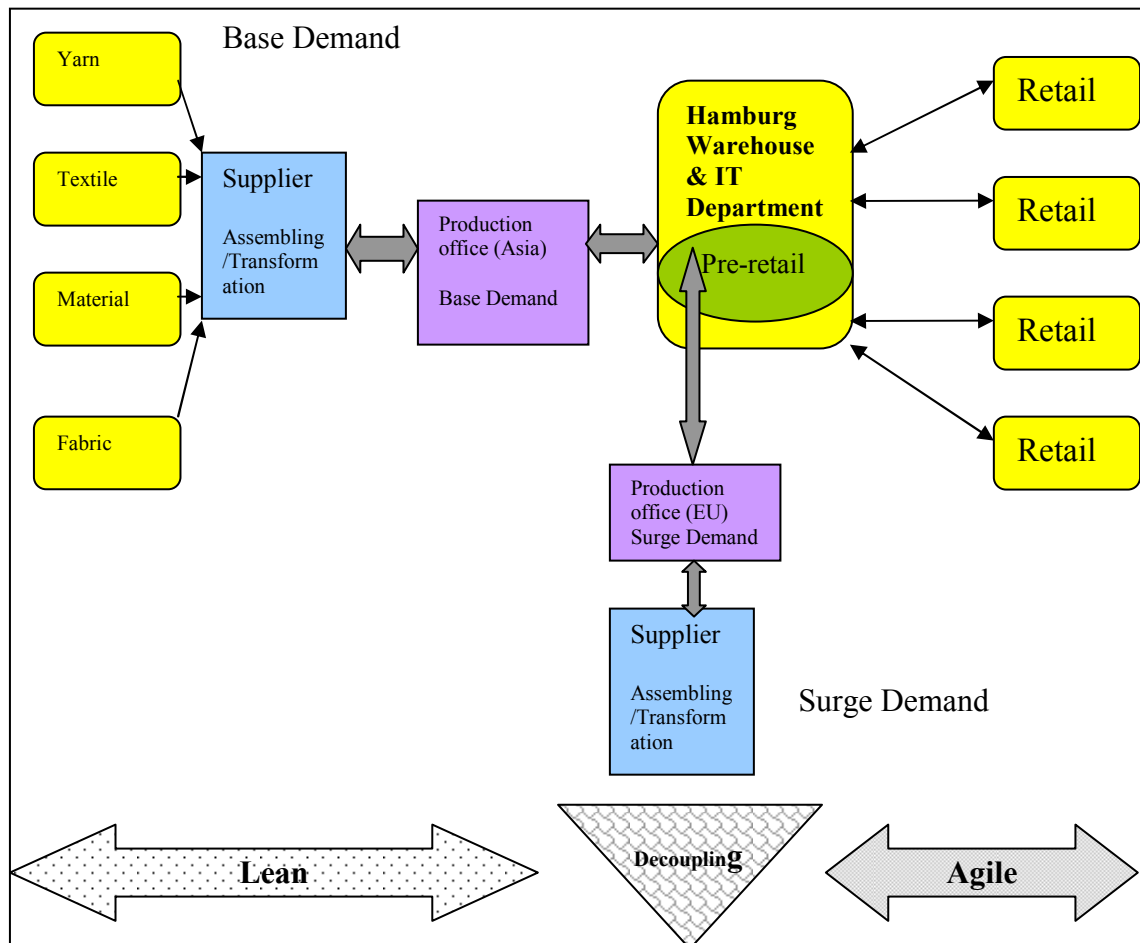 Base Demand
Yarn
Textile
Material
Fabric
Supplier
Assembling
/Transform
ation
Production
office (Asia)
Base Demand
Hamburg
Warehouse
& IT
Department
Pre-retail
Retail
Retail
Retail
Retail
Production
office (EU)
Surge Demand
Supplier
Assembling
/Transform
ation
Surge Demand
Lean
Decoupling
Agile